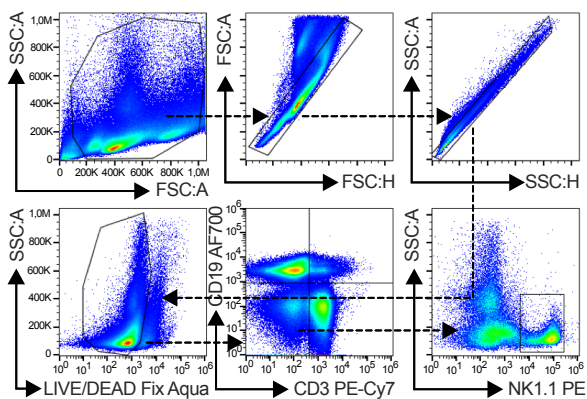 SSC:A
1,0M
800K
600K
400K
200K
0
0 200K 400K 600K 800K 1,0M
FSC:A
FSC:A
FSC:H
SSC:A
SSC:H
SSC:A
1,0M
800K
600K
400K
200K
0
10⁰ 10¹ 10² 10³ 10⁴ 10⁵ 10⁶
LIVE/DEAD Fix Aqua
CD19 AF700
10⁶
10⁵
10⁴
10³
10²
10¹
10⁰
10⁰ 10¹ 10² 10³ 10⁴ 10⁵ 10⁶
CD3 PE-Cy7
SSC:A
10⁰ 10¹ 10² 10³ 10⁴ 10⁵ 10⁶
NK1.1 PE